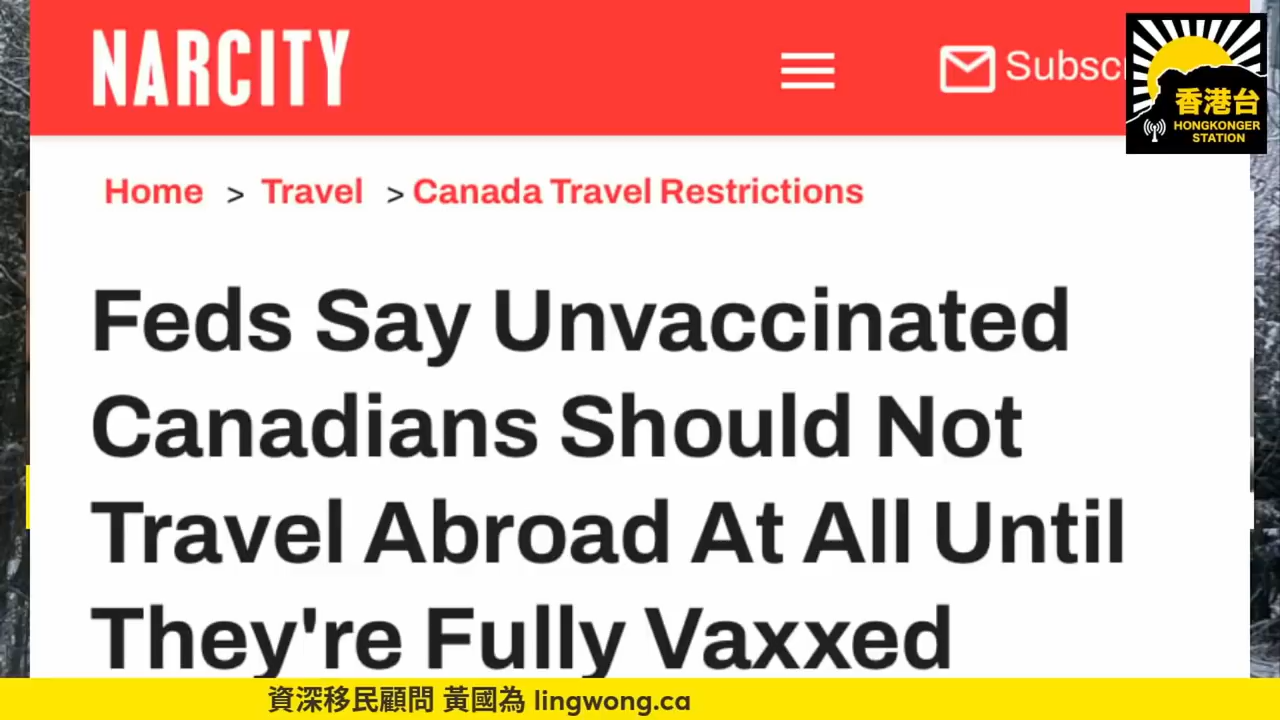 NARCITY
Subscr
香港台
HONGKONGER
STATION
Home > Travel > Canada Travel Restrictions
Feds Say Unvaccinated
Canadians Should Not
Travel Abroad At All Until
They're Fully Vaxxed
資深移民顧問 黃國為 lingwong.ca